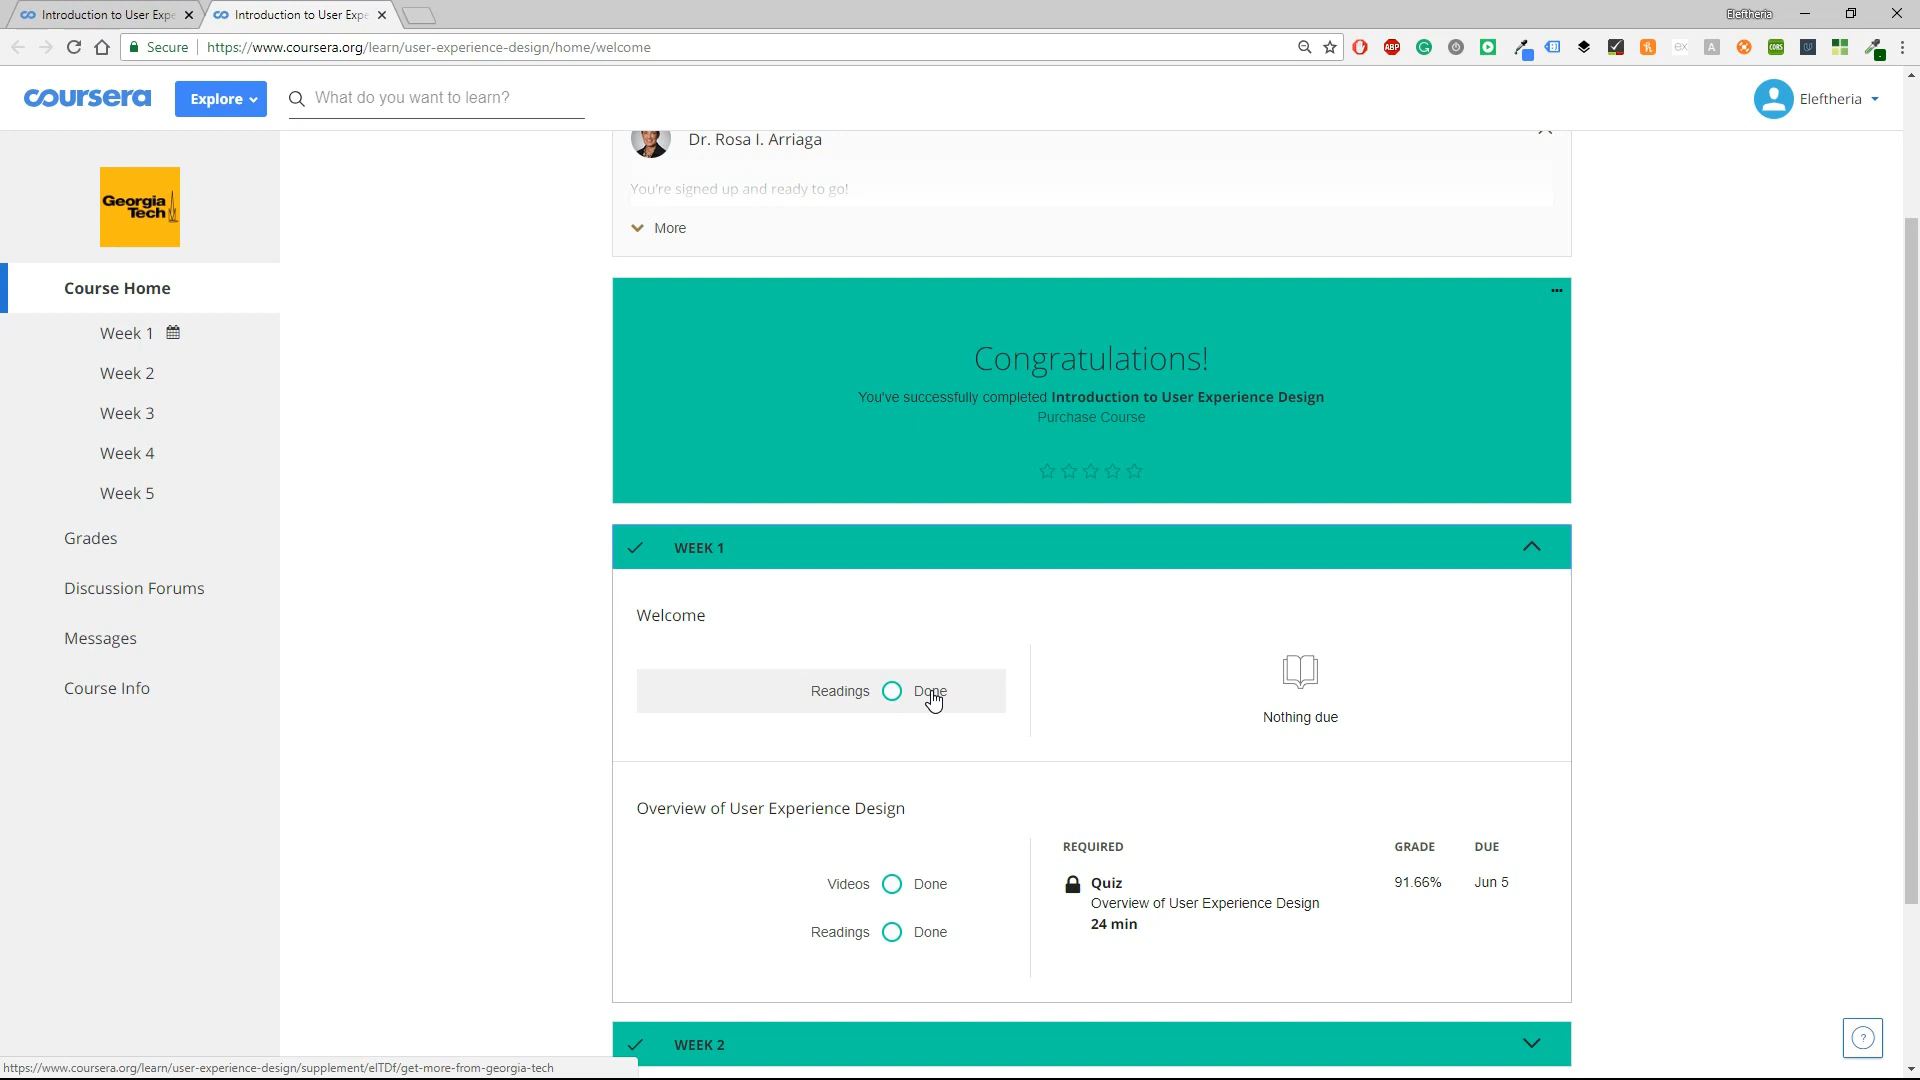 Introduction to User Expe
Introduction to User Expe
Eleftheria
Secure
https://www.coursera.org/learn/user-experience-design/home/welcome
ABP
ex
A
CORS
coursera
Explore
What do you want to learn?
Eleftheria
Georgia Tech
Dr. Rosa I. Arriaga
You're signed up and ready to go!
More
Course Home
Week 1
Week 2
Week 3
Week 4
Week 5
Grades
Discussion Forums
Messages
Course Info
Congratulations!
You've successfully completed Introduction to User Experience Design
Purchase Course
WEEK 1
Welcome
Readings Done
Nothing due
Overview of User Experience Design
Videos Done
Readings Done
REQUIRED GRADE DUE
Quiz 91.66% Jun 5
Overview of User Experience Design
24 min
WEEK 2
?
https://www.coursera.org/learn/user-experience-design/supplement/elTDf/get-more-from-georgia-tech